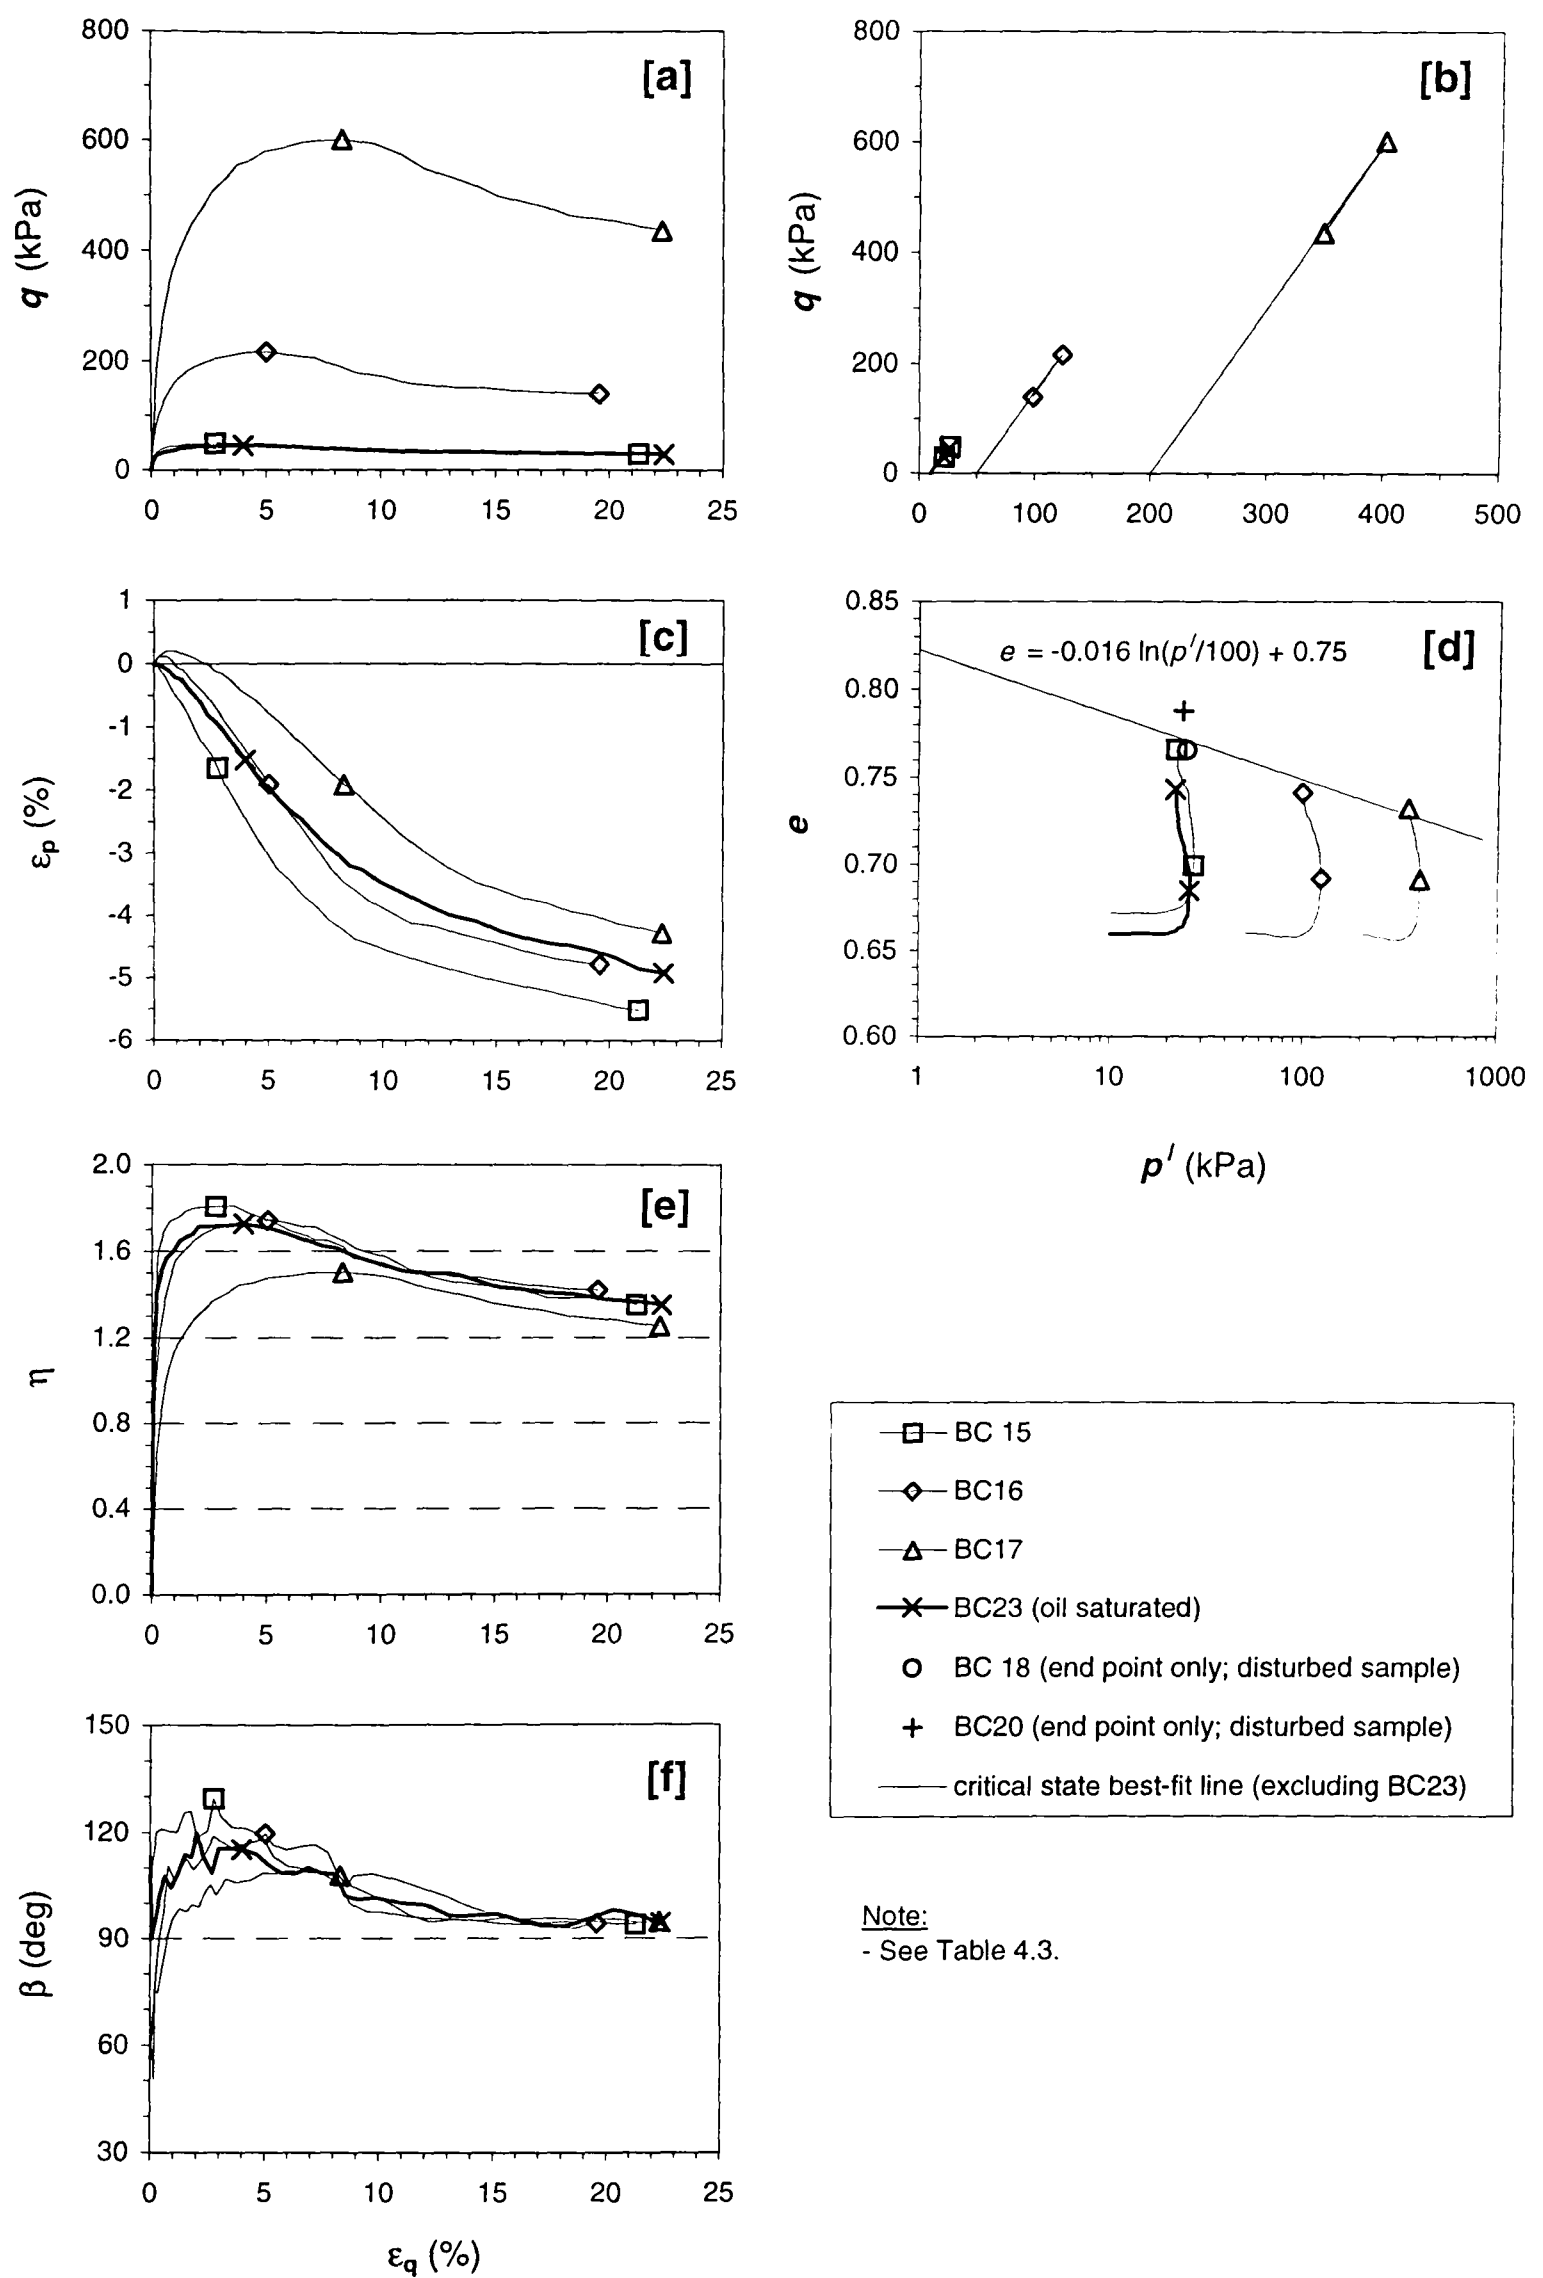 [a]
q (kPa)
800
600
400
200
0
0 5 10 15 20 25
[b]
q (kPa)
800
600
400
200
0
0 100 200 300 400 500
[c]
εp (%)
1
0
-1
-2
-3
-4
-5
-6
0 5 10 15 20 25
[d]
e = -0.016 ln(p'/100) + 0.75
e
0.85
0.80
0.75
0.70
0.65
0.60
1 10 100 1000
p' (kPa)
[e]
η
2.0
1.6
1.2
0.8
0.4
0.0
0 5 10 15 20 25
[f]
β (deg)
150
120
90
60
30
0 5 10 15 20 25
εq (%)
BC 15
BC16
BC17
BC23 (oil saturated)
BC 18 (end point only; disturbed sample)
BC20 (end point only; disturbed sample)
critical state best-fit line (excluding BC23)
Note:
- See Table 4.3.